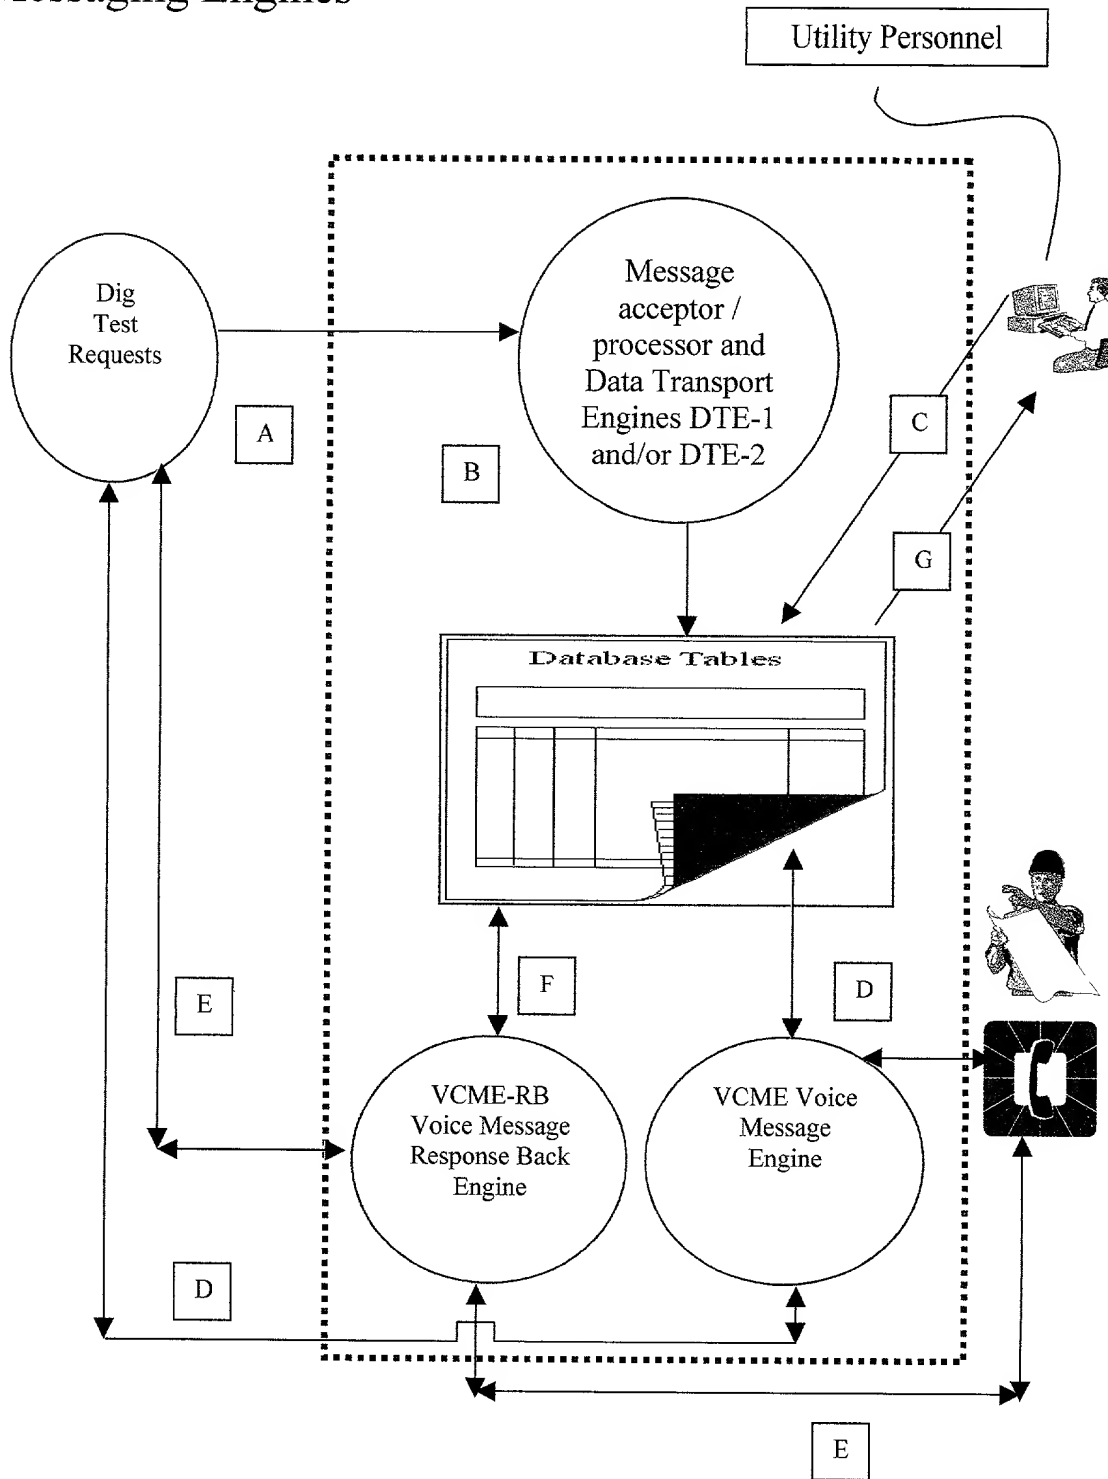 Messaging Engines
Utility Personnel
Dig
Test
Requests
Message
acceptor /
processor and
Data Transport
Engines DTE-1
and/or DTE-2
A
B
C
G
Database Tables
E
F
D
VCME-RB
Voice Message
Response Back
Engine
VCME Voice
Message
Engine
D
E